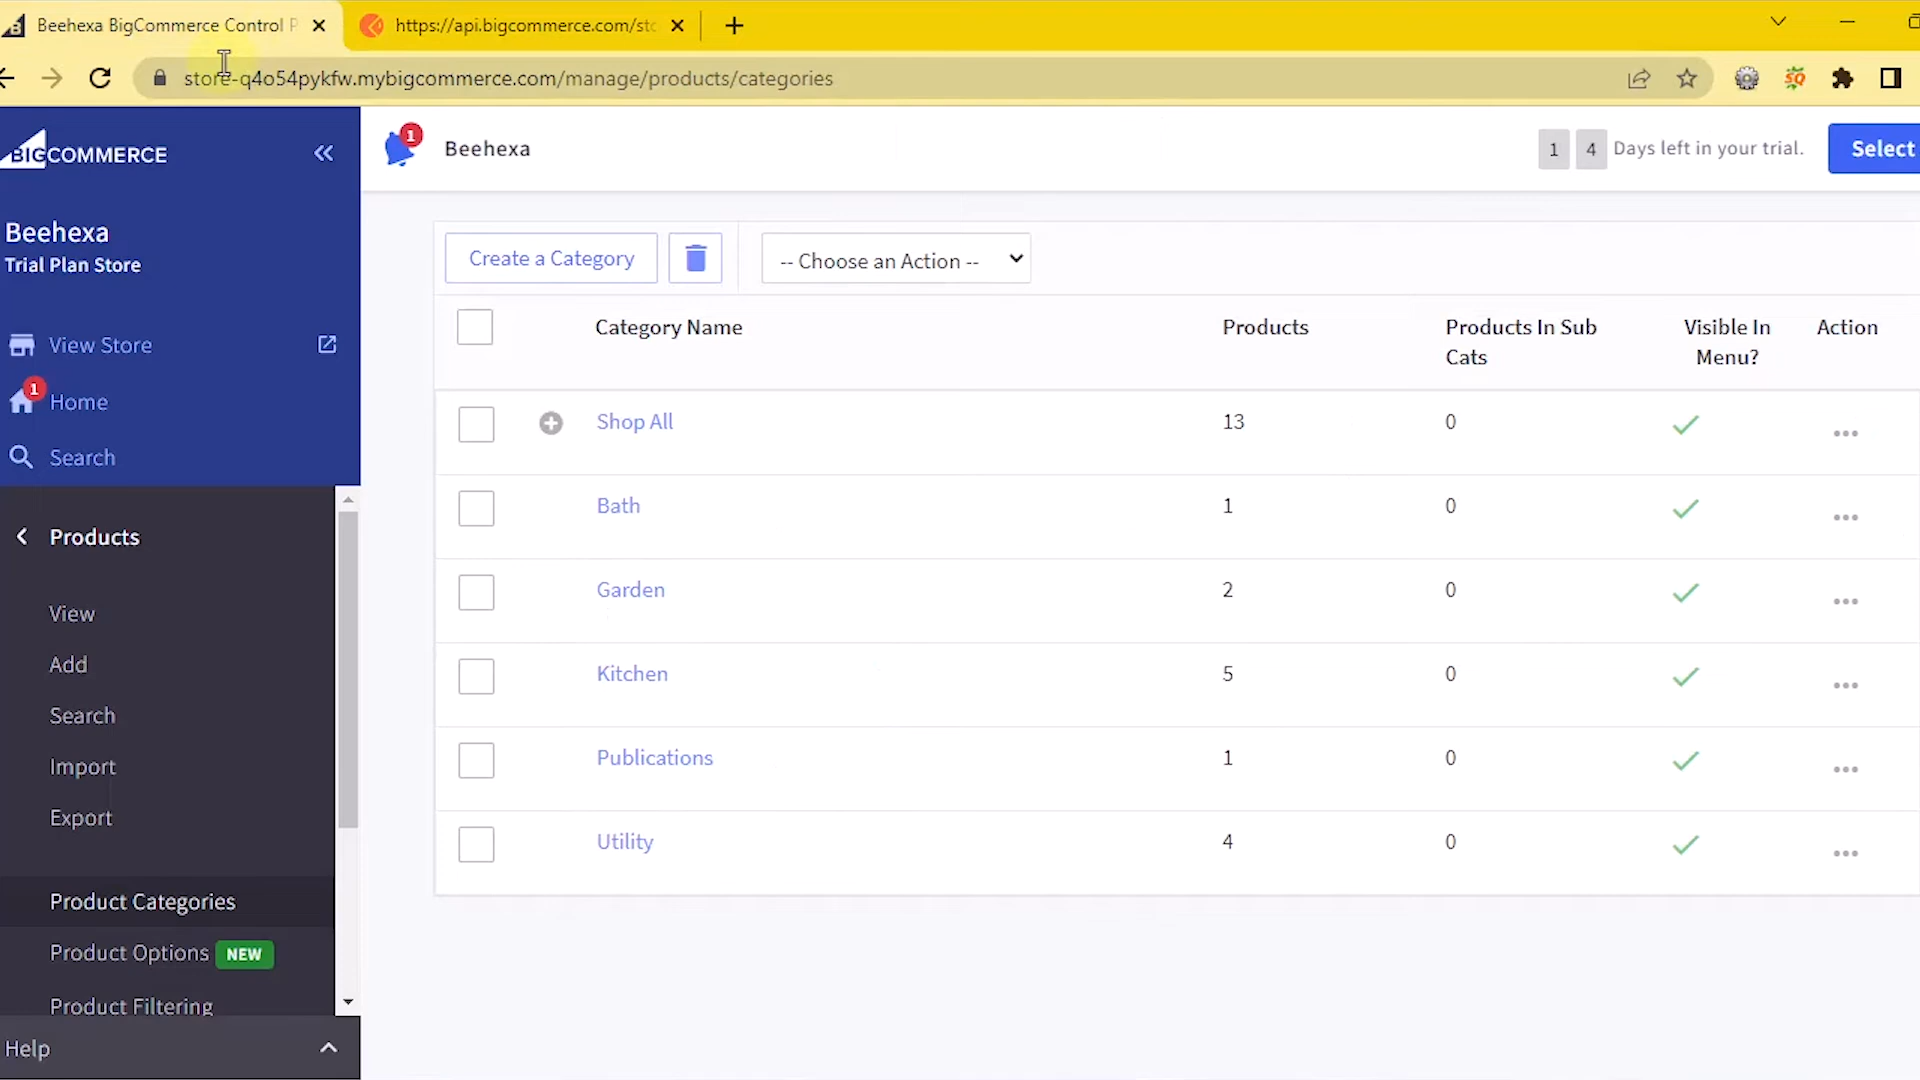 Beehexa BigCommerce Control P
https://api.bigcommerce.com/sto
store-q4o54pykfw.mybigcommerce.com/manage/products/categories
BIGCOMMERCE
1
Beehexa
1 4 Days left in your trial.
Select
Beehexa
Trial Plan Store
View Store
1
Home
Search
Products
View
Add
Search
Import
Export
Product Categories
Product Options NEW
Product Filtering
Help
Create a Category
-- Choose an Action --
Category Name Products Products In Sub Cats Visible In Menu? Action
Shop All 13 0
Bath 1 0
Garden 2 0
Kitchen 5 0
Publications 1 0
Utility 4 0